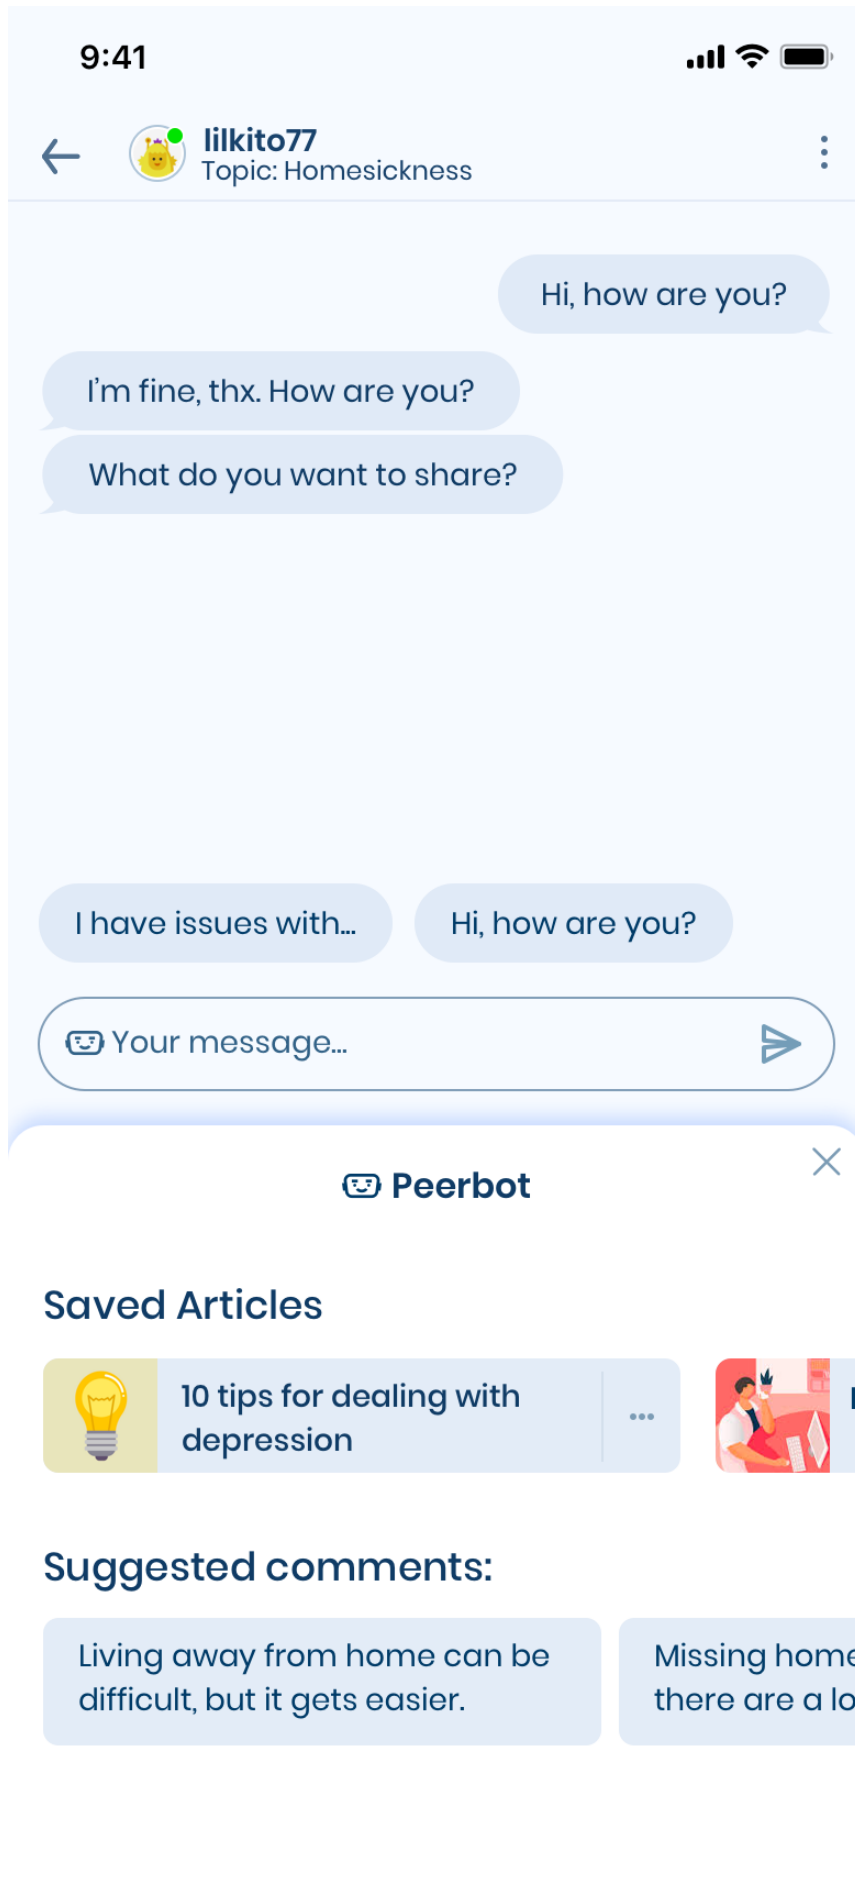 9:41
lilkito77
Topic: Homesickness
Hi, how are you?
I'm fine, thx. How are you?
What do you want to share?
I have issues with...
Hi, how are you?
Your message...
Peerbot
Saved Articles
10 tips for dealing with
depression
Suggested comments:
Living away from home can be
difficult, but it gets easier.
Missing home
there are a lo